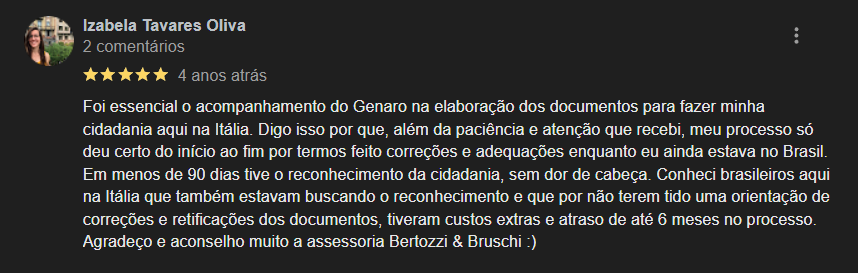 Izabela Tavares Oliva
2 comentários
4 anos atrás
Foi essencial o acompanhamento do Genaro na elaboração dos documentos para fazer minha
cidadania aqui na Itália. Digo isso por que, além da paciência e atenção que recebi, meu processo só
deu certo do início ao fim por termos feito correções e adequações enquanto eu ainda estava no Brasil.
Em menos de 90 dias tive o reconhecimento da cidadania, sem dor de cabeça. Conheci brasileiros aqui
na Itália que também estavam buscando o reconhecimento e que por não terem tido uma orientação de
correções e retificações dos documentos, tiveram custos extras e atraso de até 6 meses no processo.
Agradeço e aconselho muito a assessoria Bertozzi & Bruschi :)